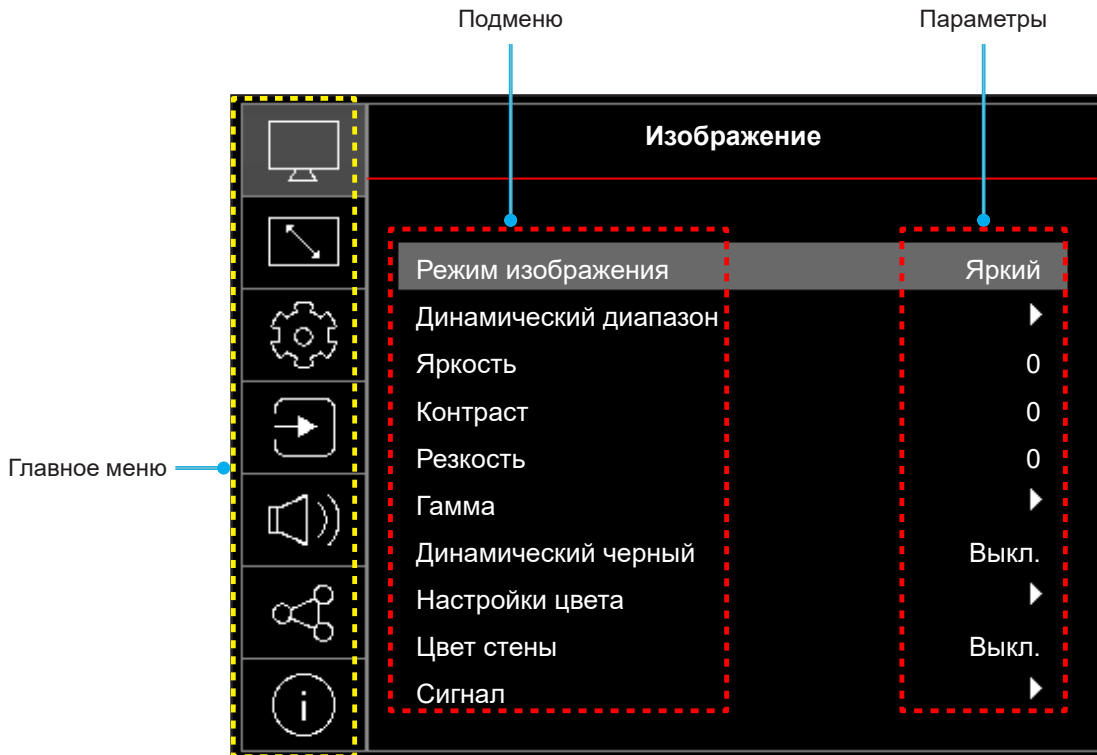 Подменю Параметры
Изображение
Режим изображения Яркий
Динамический диапазон
Яркость 0
Контраст 0
Резкость 0
Главное меню
Гамма
Динамический черный Выкл.
Настройки цвета
Цвет стены Выкл.
Сигнал
i